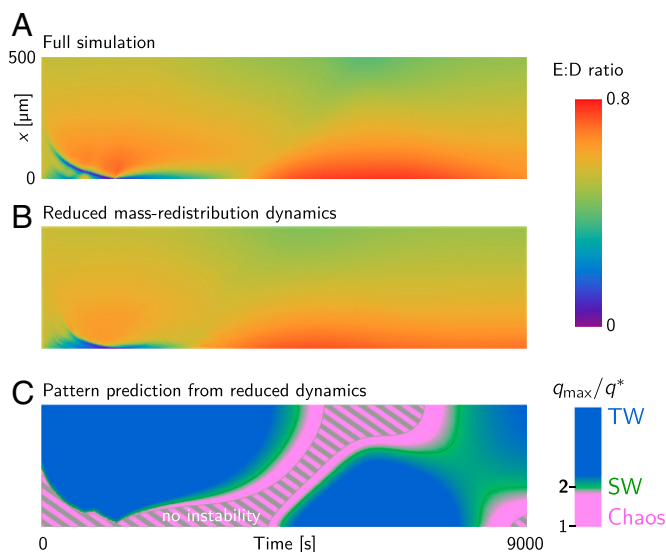 A
Full simulation
500
x [μm]
0
E:D ratio
0.8
0
B
Reduced mass-redistribution dynamics
C
Pattern prediction from reduced dynamics
no instability
0
Time [s]
9000
qmax/q*
TW
2
SW
1
Chaos